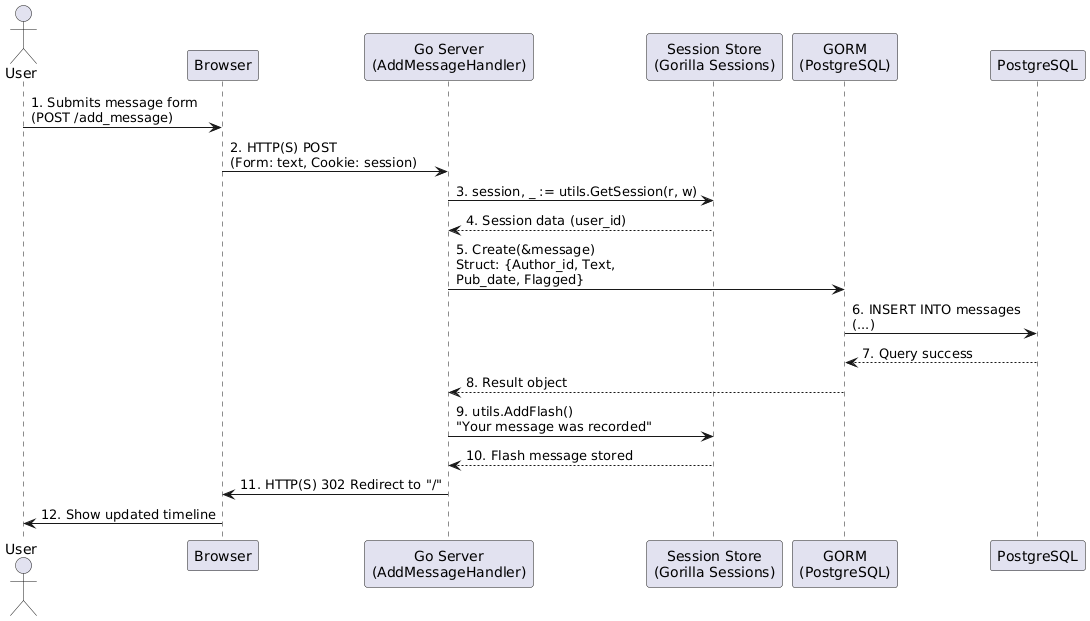 User
Browser
Go Server
(AddMessageHandler)
Session Store
(Gorilla Sessions)
GORM
(PostgreSQL)
PostgreSQL
1. Submits message form
(POST /add_message)
2. HTTP(S) POST
(Form: text, Cookie: session)
3. session, _ := utils.GetSession(r, w)
4. Session data (user_id)
5. Create(&message)
Struct: {Author_id, Text,
Pub_date, Flagged}
6. INSERT INTO messages
(...)
7. Query success
8. Result object
9. utils.AddFlash()
"Your message was recorded"
10. Flash message stored
11. HTTP(S) 302 Redirect to "/"
12. Show updated timeline
User
Browser
Go Server
(AddMessageHandler)
Session Store
(Gorilla Sessions)
GORM
(PostgreSQL)
PostgreSQL